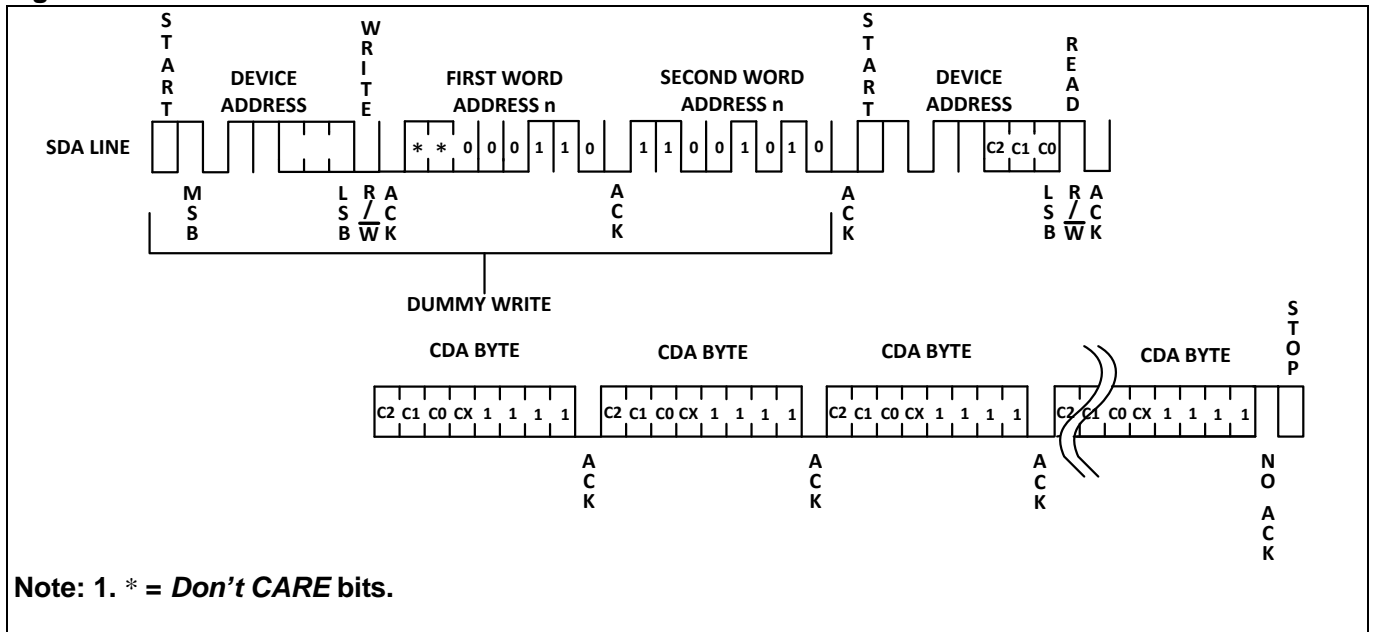 START
WRITE
START
READ
DEVICE
ADDRESS
FIRST WORD
ADDRESS n
SECOND WORD
ADDRESS n
DEVICE
ADDRESS
SDA LINE
* * 0 0 0 1 1 0
1 1 0 0 1 0 1 0
C2 C1 C0
MSB
LSB
R/W
ACK
ACK
ACK
LSB
R/W
ACK
DUMMY WRITE
STOP
CDA BYTE
CDA BYTE
CDA BYTE
CDA BYTE
C2 C1 C0 CX 1 1 1 1
C2 C1 C0 CX 1 1 1 1
C2 C1 C0 CX 1 1 1 1
C2 C1 C0 CX 1 1 1 1
ACK
ACK
ACK
NO ACK
Note: 1. * = Don't CARE bits.